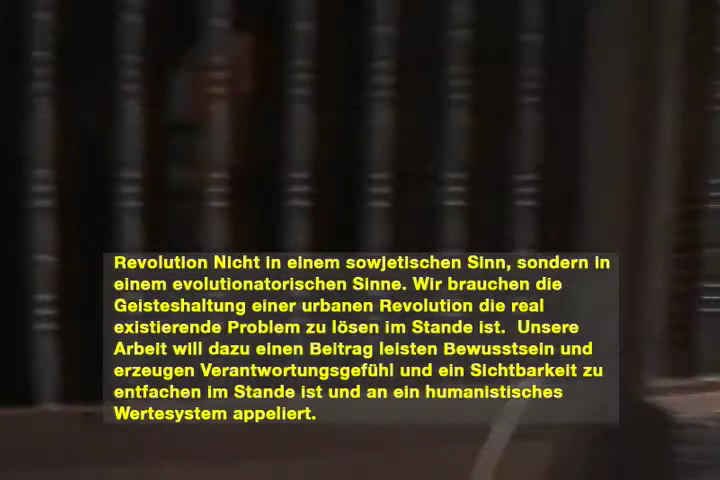 Revolution Nicht in einem sowjetischen Sinn, sondern in
einem evolutionatorischen Sinne. Wir brauchen die
Geisteshaltung einer urbanen Revolution die real
existierende Problem zu lösen im Stande ist.  Unsere
Arbeit will dazu einen Beitrag leisten Bewusstsein und
erzeugen Verantwortungsgefühl und ein Sichtbarkeit zu
entfachen im Stande ist und an ein humanistisches
Wertesystem appeliert.